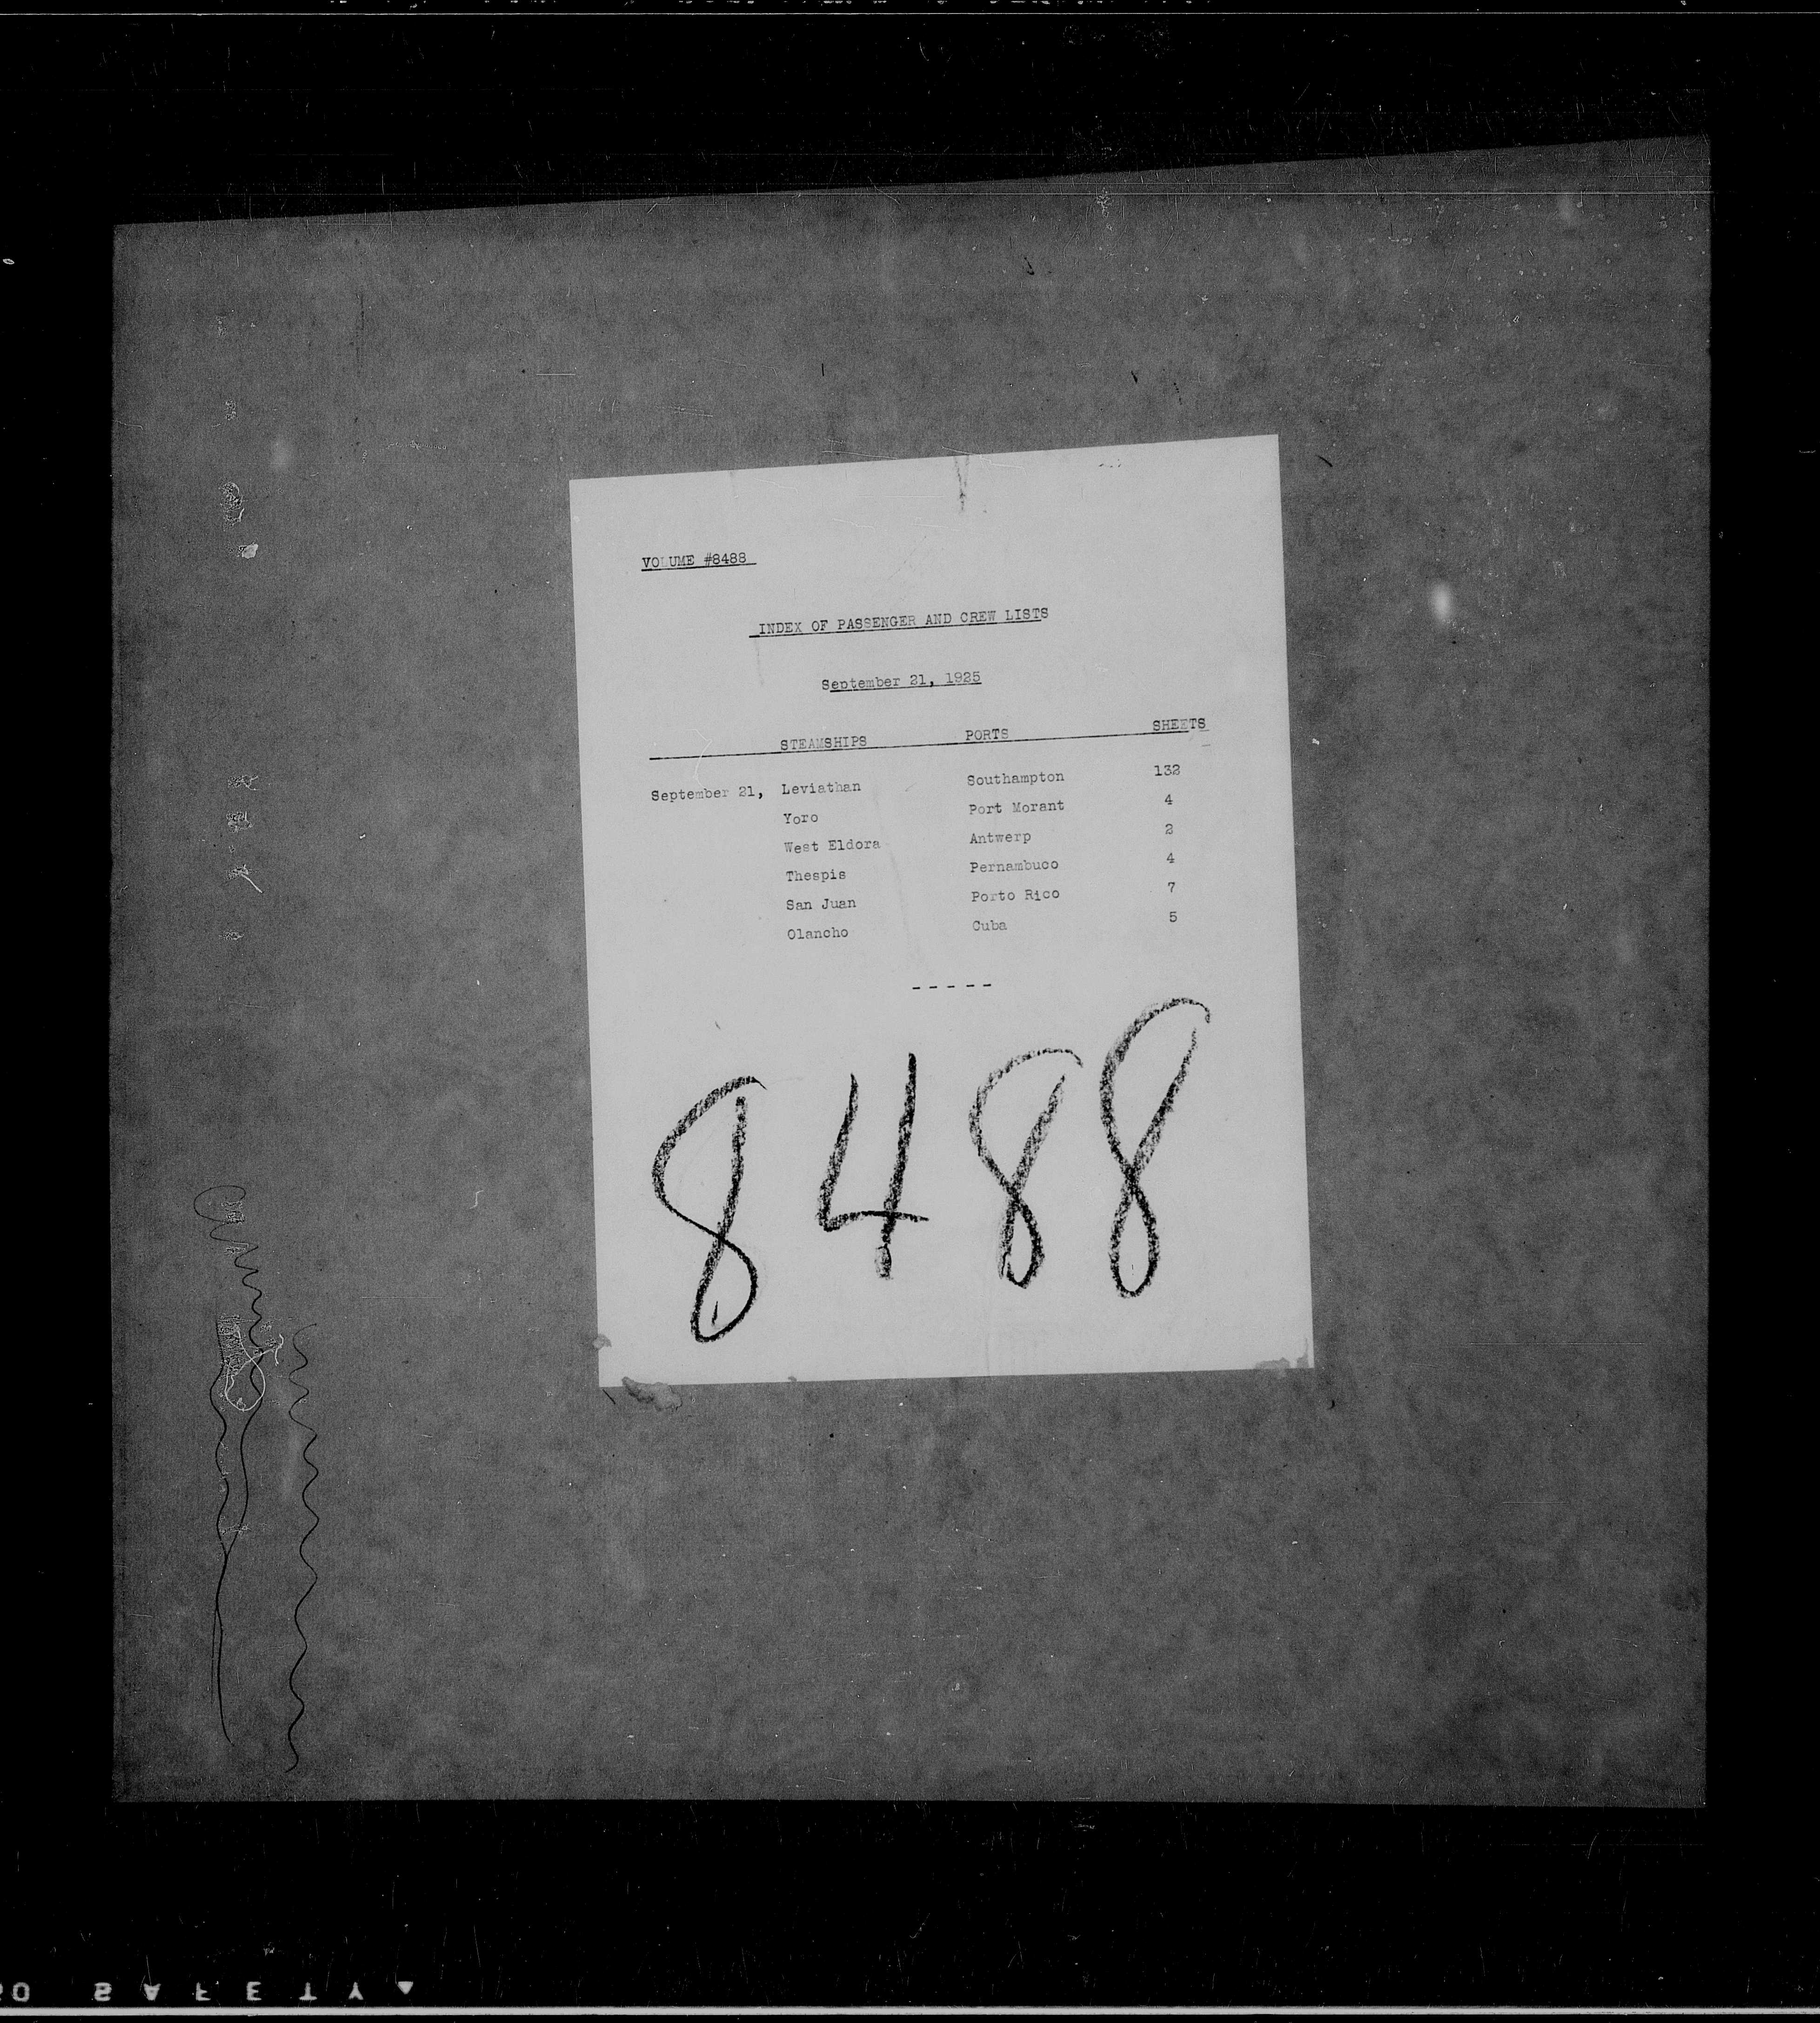 VOLUME #8488
INDEX OF PASSENGER AND CREW LISTS
September 21, 1925
STEAMSHIPS PORTS SHEETS
September 21, Leviathan Southampton 132
Yoro Port Morant 4
West Eldora Antwerp 2
Thespis Pernambuco 4
San Juan Porto Rico 7
Olancho Cuba 5
- - - - -
8488
SAFETY